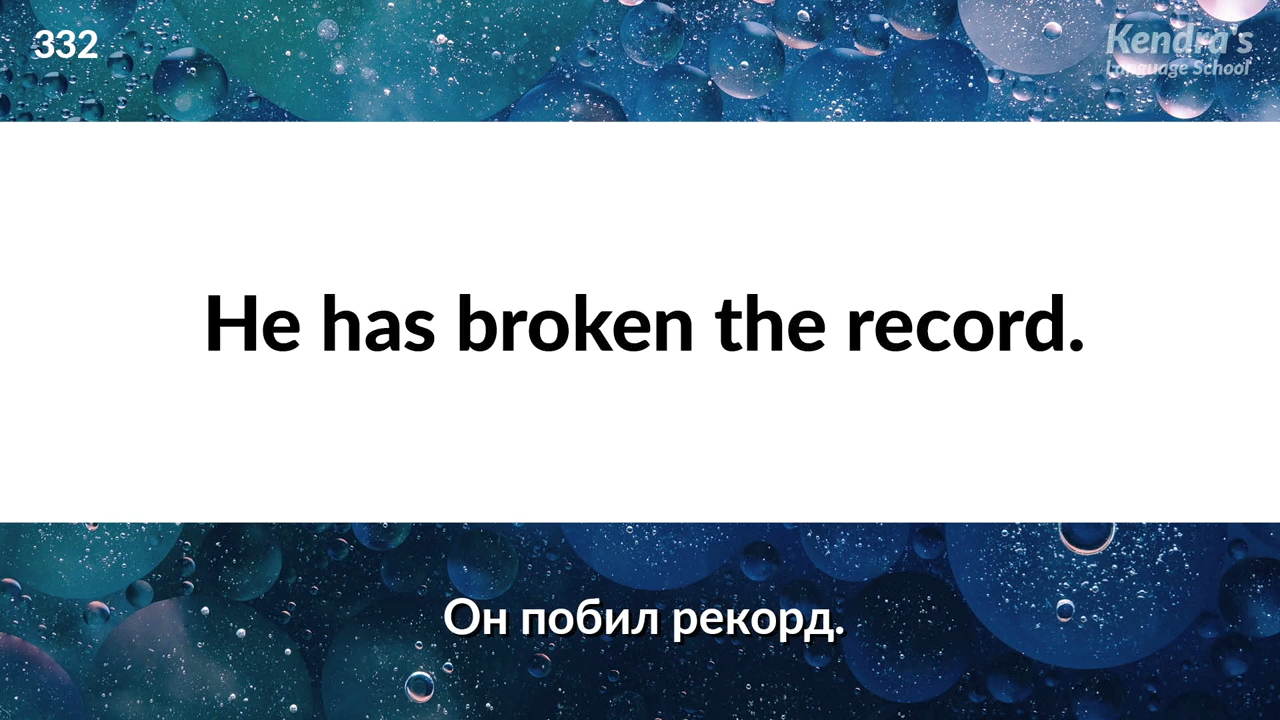 332
Kendra's
Language School
He has broken the record.
Он побил рекорд.